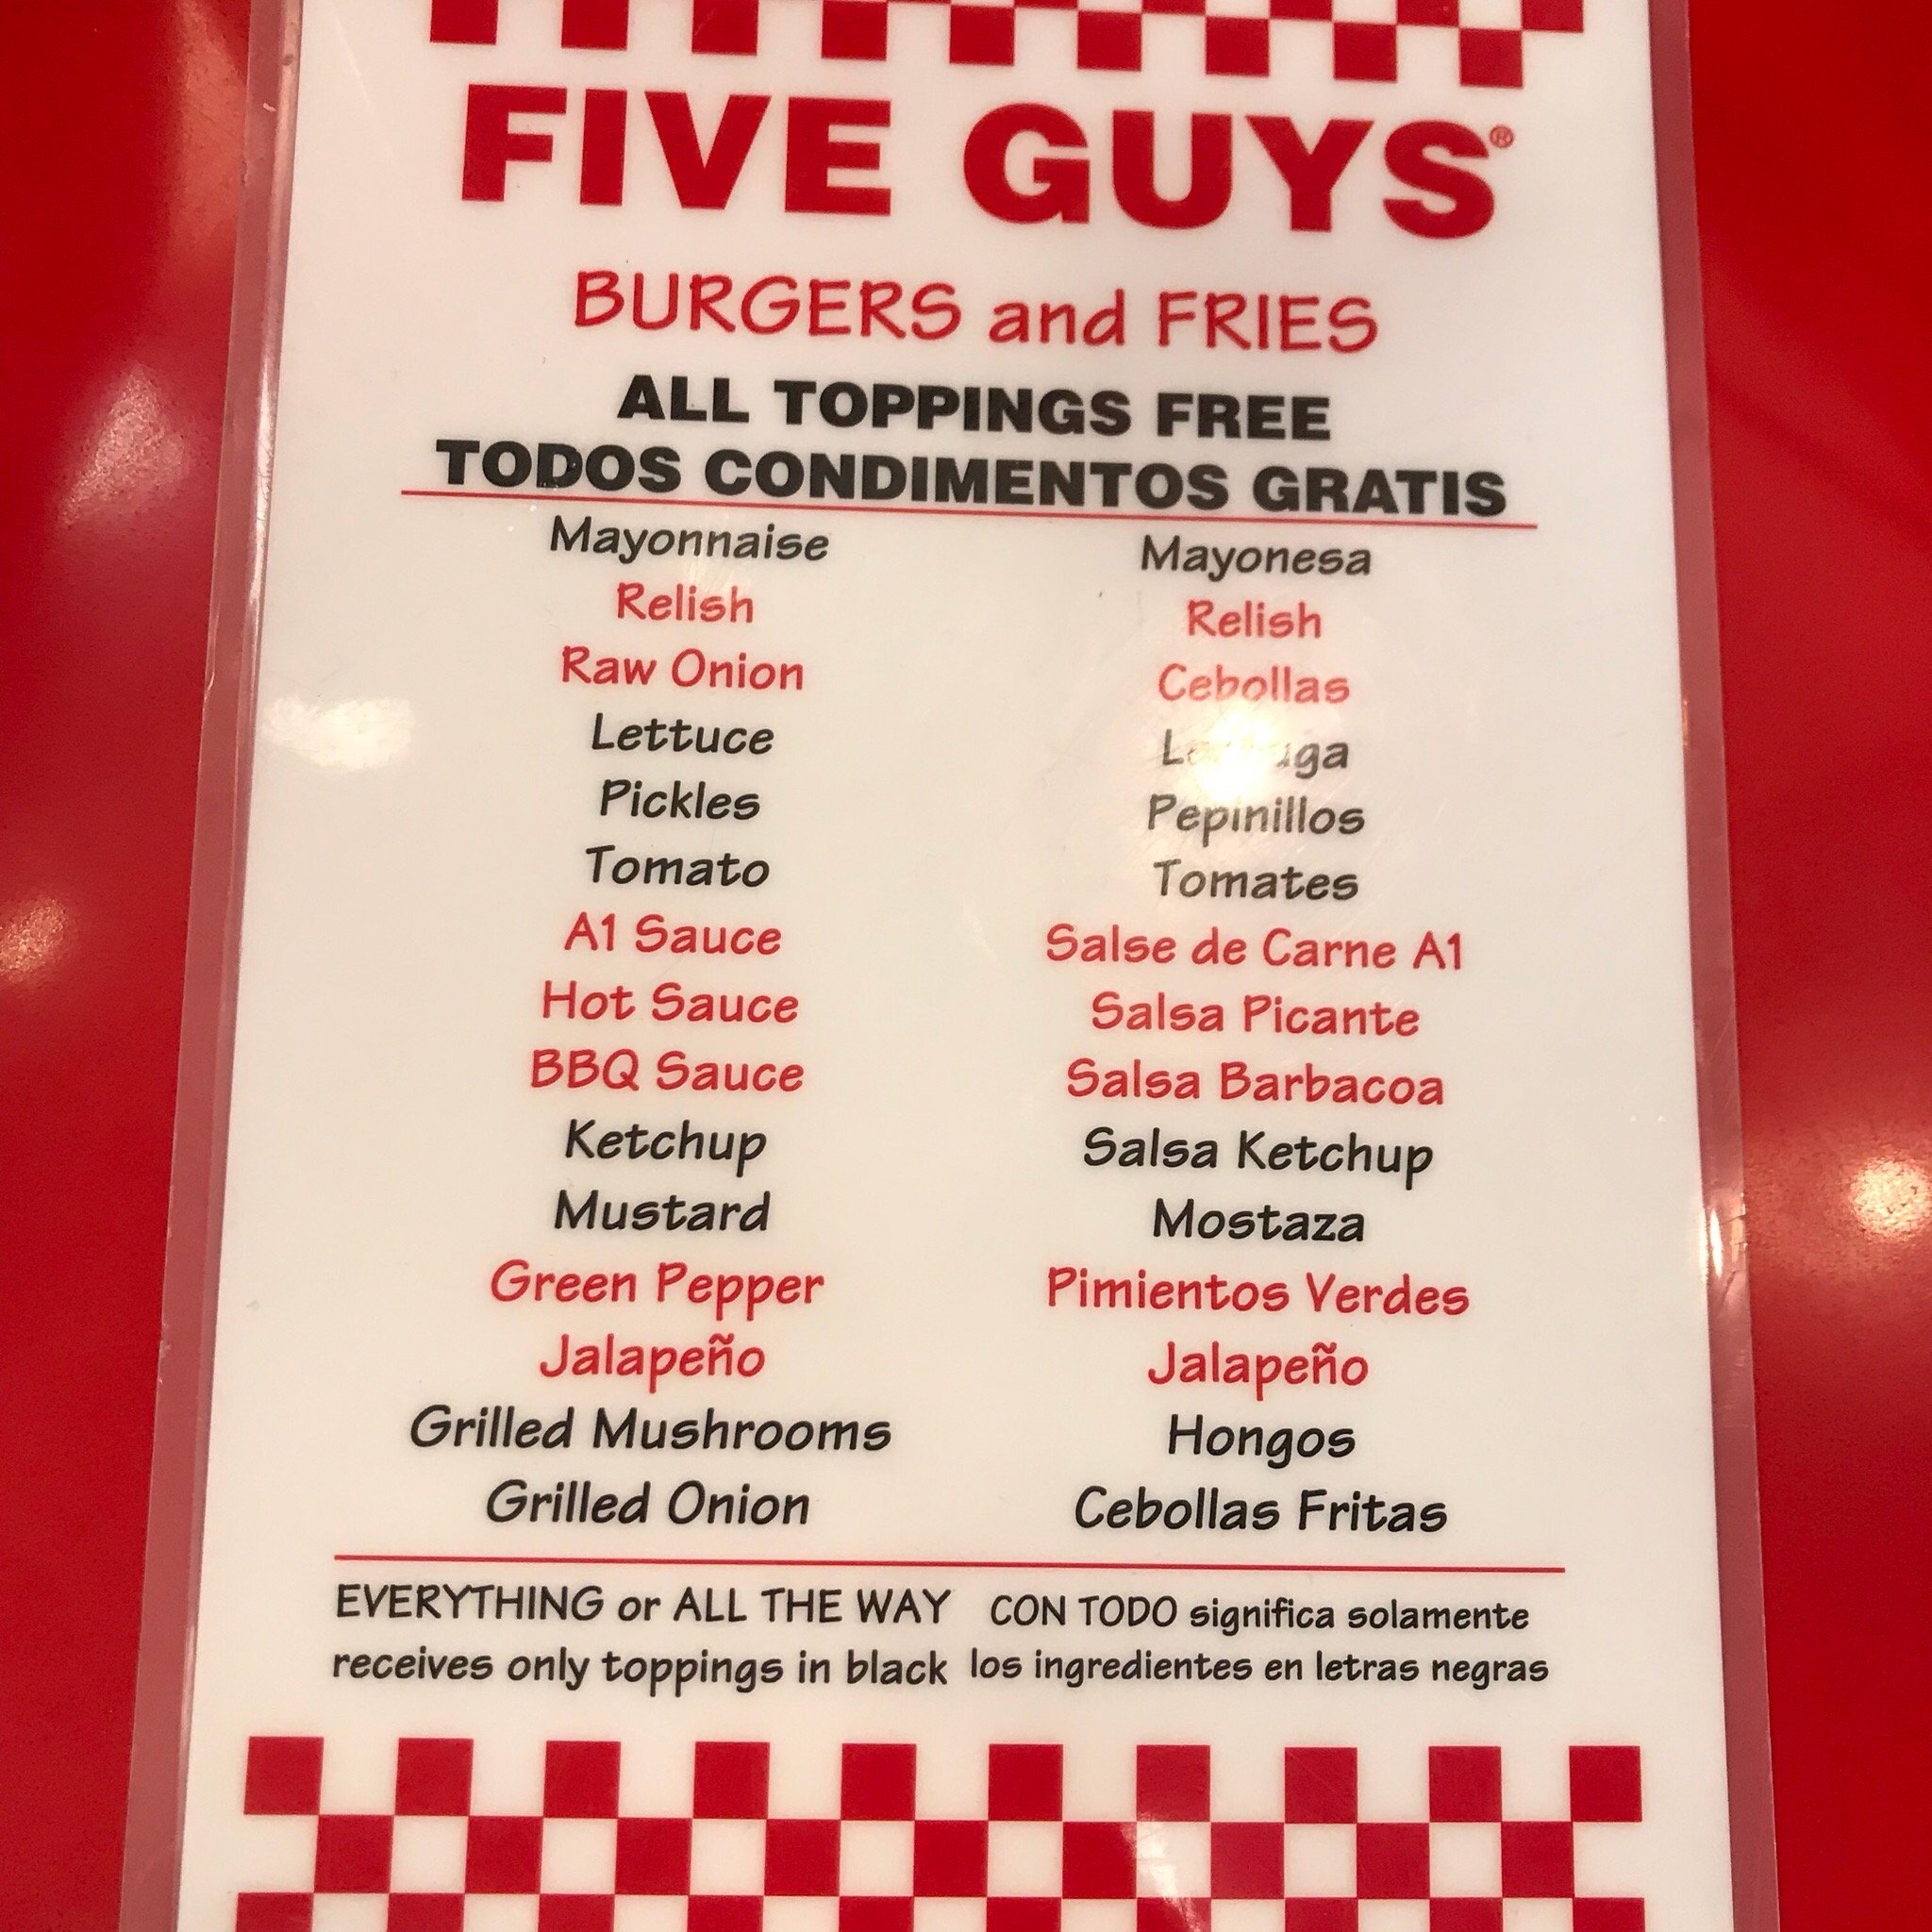 FIVE GUYS®
BURGERS and FRIES
ALL TOPPINGS FREE
TODOS CONDIMENTOS GRATIS
Mayonnaise Mayonesa
Relish Relish
Raw Onion Cebollas
Lettuce
Pickles Pepinillos
Tomato Tomates
A1 Sauce Salse de Carne A1
Hot Sauce Salsa Picante
BBQ Sauce Salsa Barbacoa
Ketchup Salsa Ketchup
Mustard Mostaza
Green Pepper Pimientos Verdes
Jalapeño Jalapeño
Grilled Mushrooms Hongos
Grilled Onion Cebollas Fritas
EVERYTHING or ALL THE WAY CON TODO significa solamente
receives only toppings in black los ingredientes en letras negras